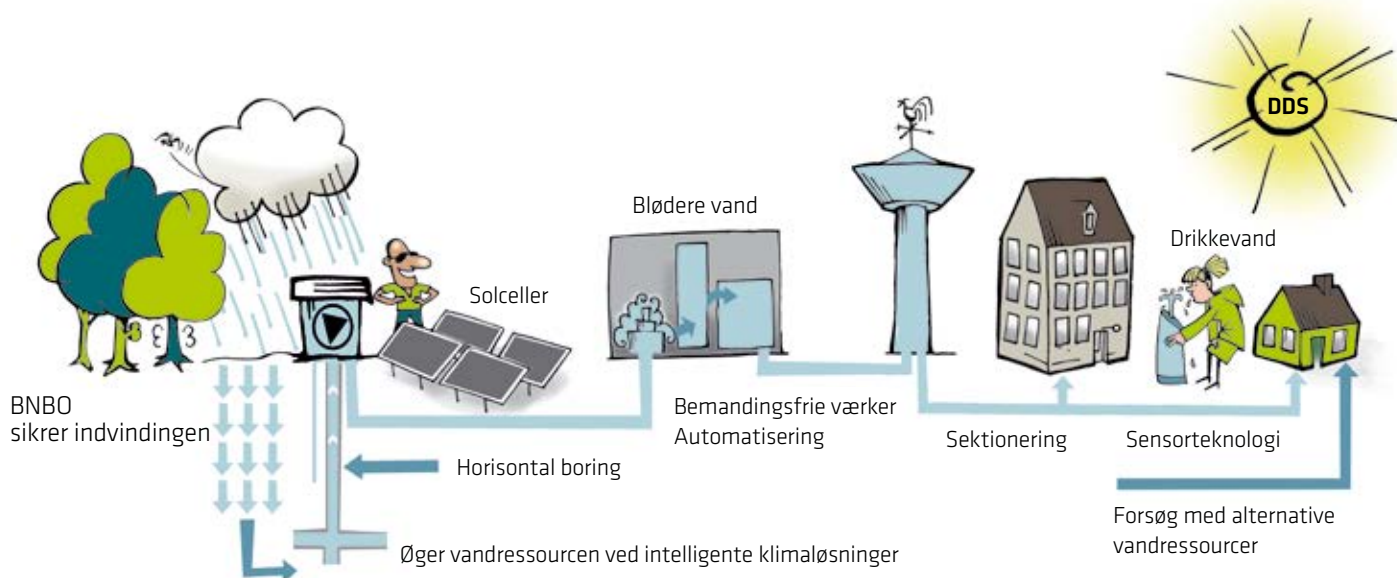 DDS
Blødere vand
Drikkevand
Solceller
BNBO
sikrer indvindingen
Bemandingsfrie værker
Automatisering
Sektionering
Sensorteknologi
Horisontal boring
Forsøg med alternative
vandressourcer
Øger vandressourcen ved intelligente klimaløsninger